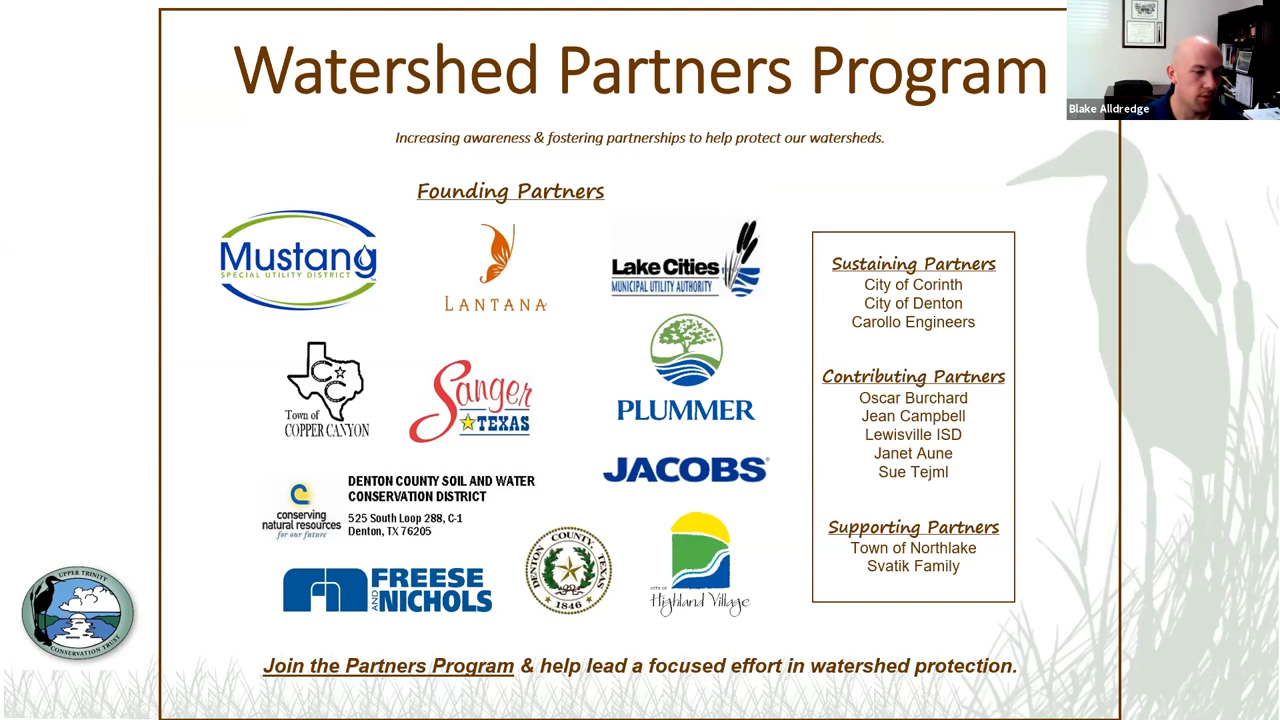 Watershed Partners Program
Blake Alldredge
Increasing awareness & fostering partnerships to help protect our watersheds.
Founding Partners
Mustang
SPECIAL UTILITY DISTRICT
LANTANA
Lake Cities
MUNICIPAL UTILITY AUTHORITY
Town of
COPPER CANYON
CC
Sanger
TEXAS
PLUMMER
JACOBS
conserving
natural resources
for our future
DENTON COUNTY SOIL AND WATER
CONSERVATION DISTRICT
525 South Loop 288, C-1
Denton, TX 76205
FREESE
AND
NICHOLS
DENTON COUNTY, TEXAS
1846
CITY OF
Highland Village
Sustaining Partners
City of Corinth
City of Denton
Carollo Engineers
Contributing Partners
Oscar Burchard
Jean Campbell
Lewisville ISD
Janet Aune
Sue Tejml
Supporting Partners
Town of Northlake
Svatik Family
UPPER TRINITY
CONSERVATION TRUST
Join the Partners Program & help lead a focused effort in watershed protection.